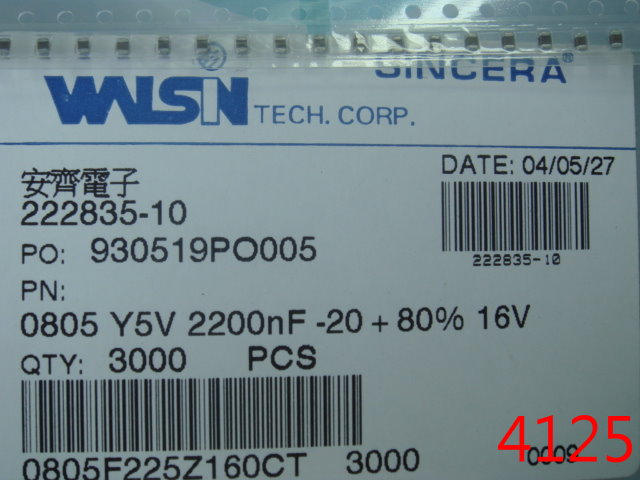 SINCERA®
WALSIN TECH. CORP.
DATE: 04/05/27
安齊電子
222835-10
222835-10
PO: 930519PO005
PN:
0805 Y5V 2200nF -20 + 80% 16V
QTY: 3000 PCS
0805F225Z160CT 3000 0009
4125